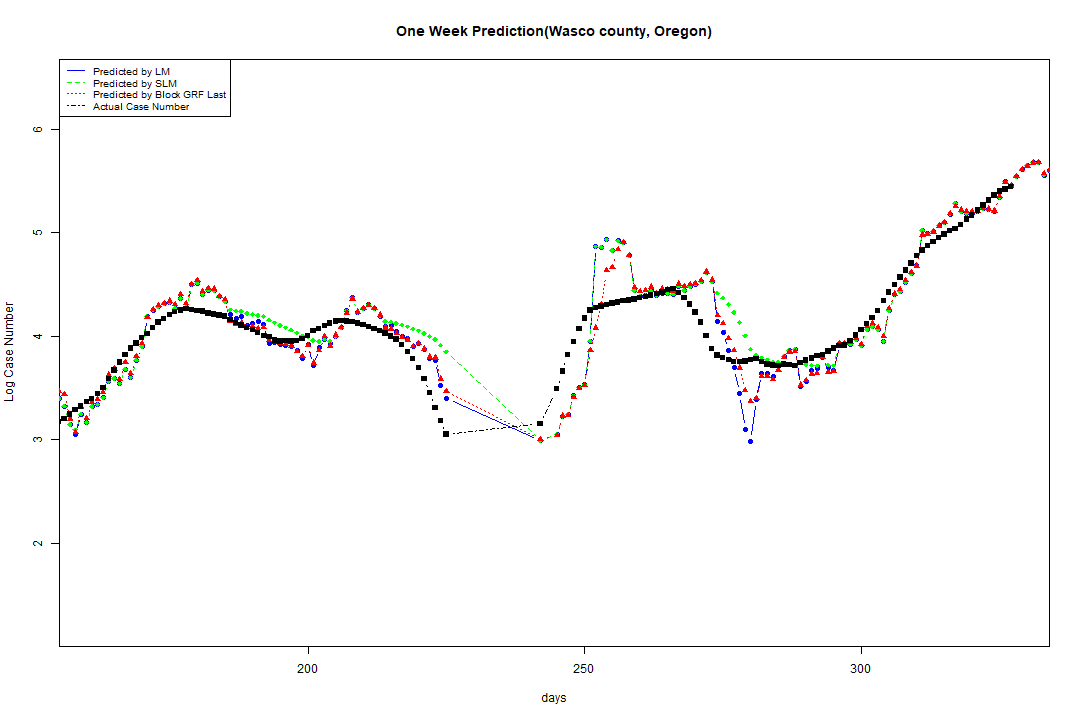 One Week Prediction(Wasco county, Oregon)
Predicted by LM
Predicted by SLM
Predicted by Block GRF Last
Actual Case Number
6
5
4
3
2
Log Case Number
200
250
300
days